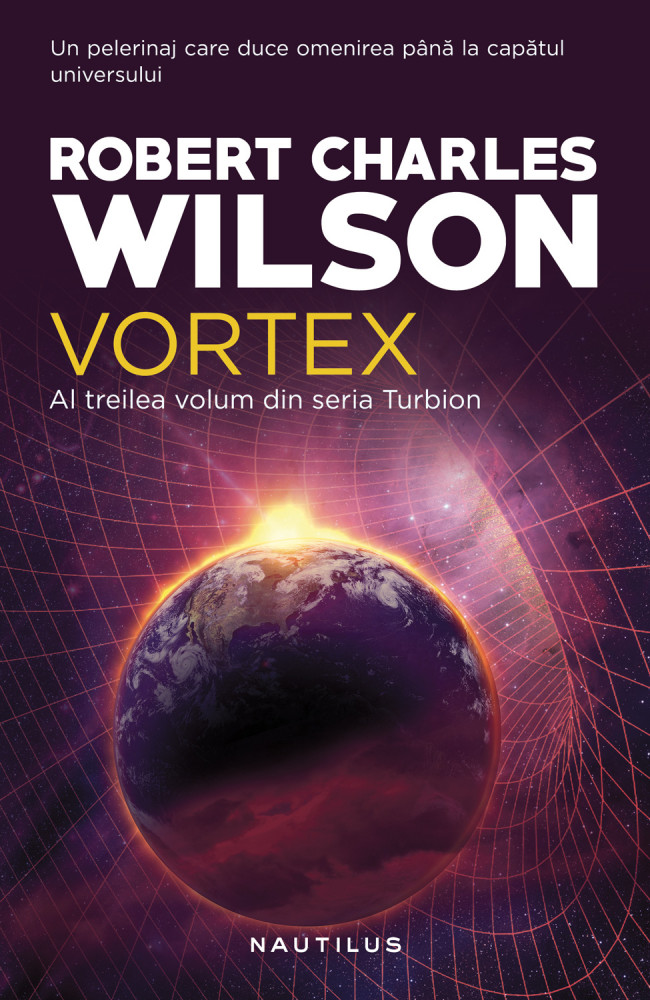 Un pelerinaj care duce omenirea până la capătul
universului
ROBERT CHARLES
WILSON
VORTEX
Al treilea volum din seria Turbion
NAUTILUS